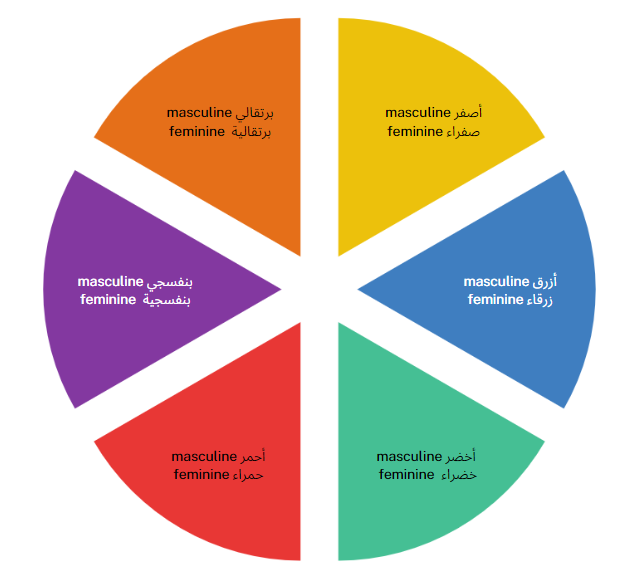 برتقالي masculine
برتقالية feminine
أصفر masculine
صفراء feminine
بنفسجي masculine
بنفسجية feminine
أزرق masculine
زرقاء feminine
أحمر masculine
حمراء feminine
أخضر masculine
خضراء feminine